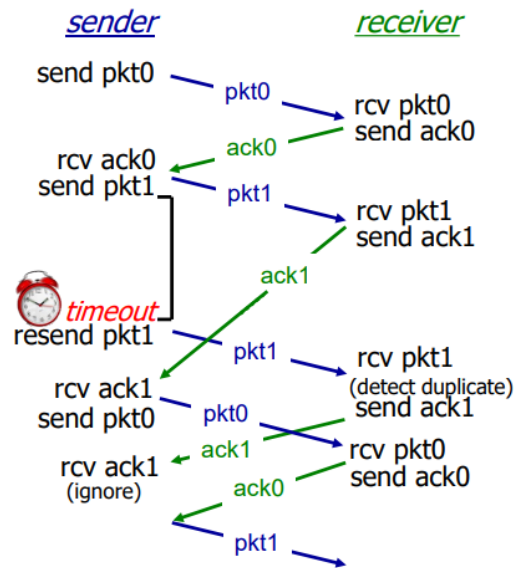 sender receiver
send pkt0
pkt0
rcv pkt0
send ack0
ack0
rcv ack0
send pkt1
pkt1
rcv pkt1
send ack1
ack1
timeout
resend pkt1
pkt1
rcv pkt1
(detect duplicate)
send ack1
rcv ack1
send pkt0
pkt0
ack1
rcv pkt0
send ack0
rcv ack1
(ignore)
ack0
pkt1